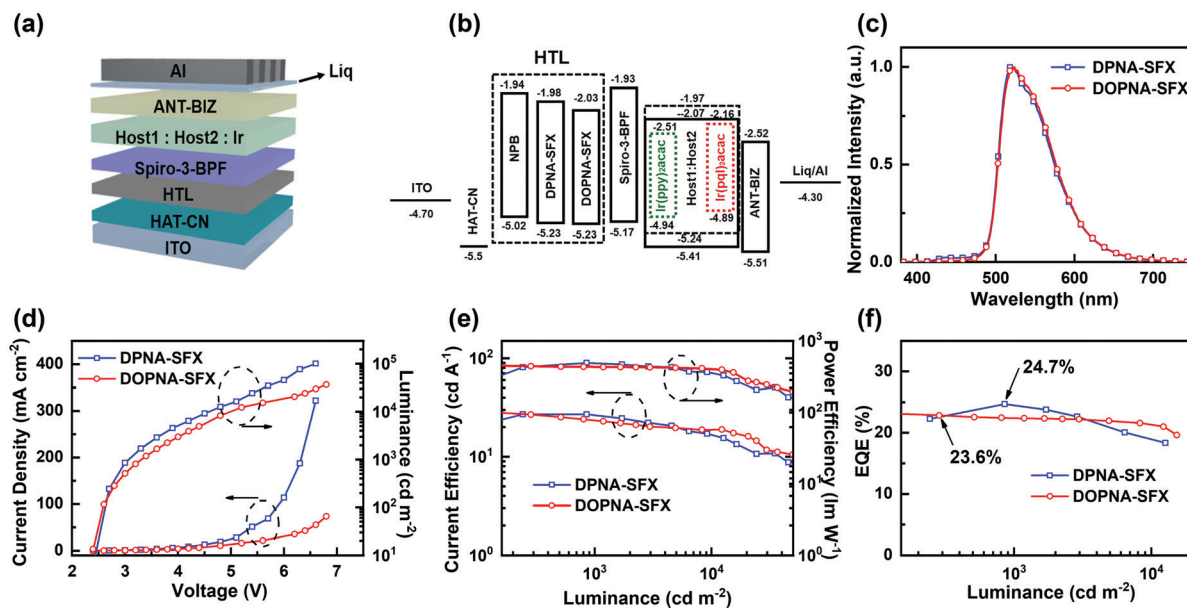 (a)
Al
Liq
ANT-BIZ
Host1 : Host2 : Ir
Spiro-3-BPF
HTL
HAT-CN
ITO
(b)
HTL
ITO
-4.70
HAT-CN
-5.5
-1.94
NPB
-5.02
-1.98
DPNA-SFX
-5.23
-2.03
DOPNA-SFX
-5.23
-1.93
Spiro-3-BPF
-5.17
-1.97
-2.07
-2.51
Ir(ppy)₂acac
-4.94
Host1:Host2
-2.16
Ir(pql)₂acac
-4.89
-5.24
-5.41
-2.52
ANT-BIZ
-5.51
Liq/Al
-4.30
(c)
Normalized Intensity (a.u.)
1.0
0.5
0.0
DPNA-SFX
DOPNA-SFX
400 500 600 700
Wavelength (nm)
(d)
Current Density (mA cm⁻²)
400
300
200
100
0
DPNA-SFX
DOPNA-SFX
10⁵
10⁴
10³
10²
10¹
Luminance (cd m⁻²)
2 3 4 5 6 7
Voltage (V)
(e)
Current Efficiency (cd A⁻¹)
10²
10¹
10⁰
DPNA-SFX
DOPNA-SFX
10³
10²
10¹
10⁰
Power Efficiency (lm W⁻¹)
10³ 10⁴
Luminance (cd m⁻²)
(f)
EQE (%)
30
20
10
0
24.7%
23.6%
DPNA-SFX
DOPNA-SFX
10³ 10⁴
Luminance (cd m⁻²)